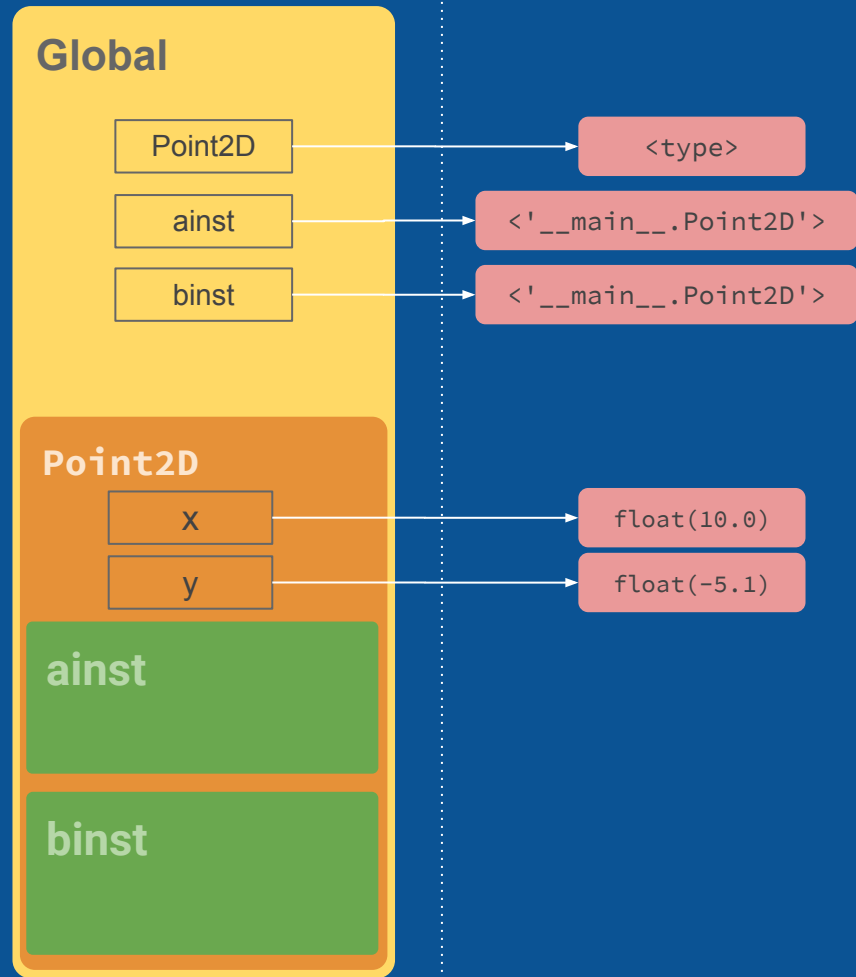 Global
Point2D <type>
ainst <'__main__.Point2D'>
binst <'__main__.Point2D'>
Point2D
x float(10.0)
y float(-5.1)
ainst
binst